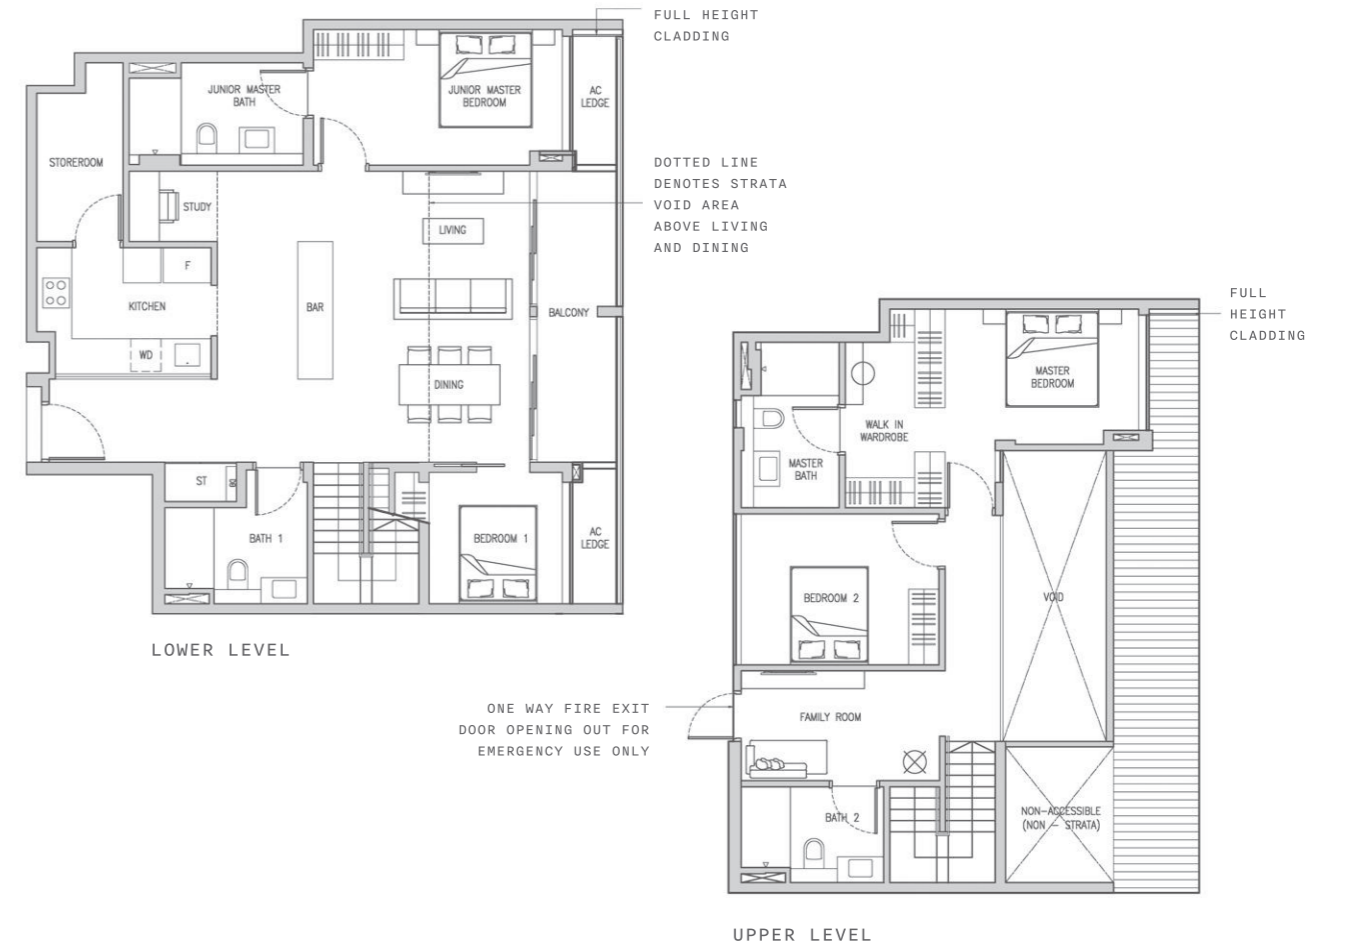 FULL HEIGHT
CLADDING
JUNIOR MASTER
BATH
JUNIOR MASTER
BEDROOM
AC
LEDGE
STOREROOM
DOTTED LINE
DENOTES STRATA
VOID AREA
ABOVE LIVING
AND DINING
STUDY
LIVING
F
KITCHEN
BAR
BALCONY
WD
DINING
ST
BATH 1
BEDROOM 1
AC
LEDGE
LOWER LEVEL
FULL
HEIGHT
CLADDING
MASTER
BEDROOM
WALK IN
WARDROBE
MASTER
BATH
BEDROOM 2
VOID
ONE WAY FIRE EXIT
DOOR OPENING OUT FOR
EMERGENCY USE ONLY
FAMILY ROOM
BATH 2
NON-ACCESSIBLE
(NON - STRATA)
UPPER LEVEL